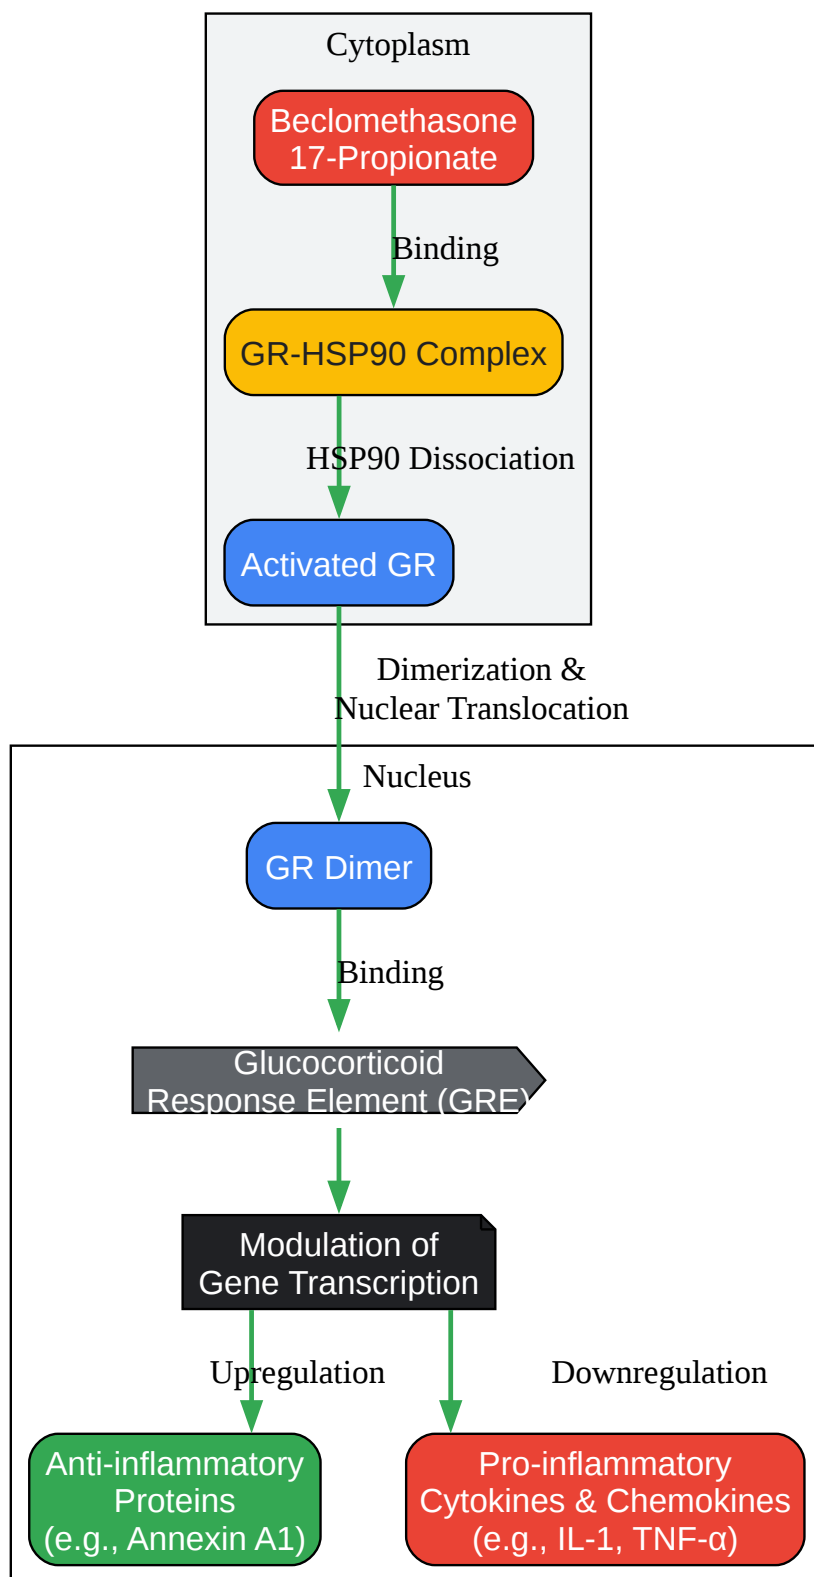 Cytoplasm
Beclomethasone
17-Propionate
Binding
GR-HSP90 Complex
HSP90 Dissociation
Activated GR
Dimerization &
Nuclear Translocation
Nucleus
GR Dimer
Binding
Glucocorticoid
Response Element (GRE)
Modulation of
Gene Transcription
Upregulation
Downregulation
Anti-inflammatory
Proteins
(e.g., Annexin A1)
Pro-inflammatory
Cytokines & Chemokines
(e.g., IL-1, TNF-α)